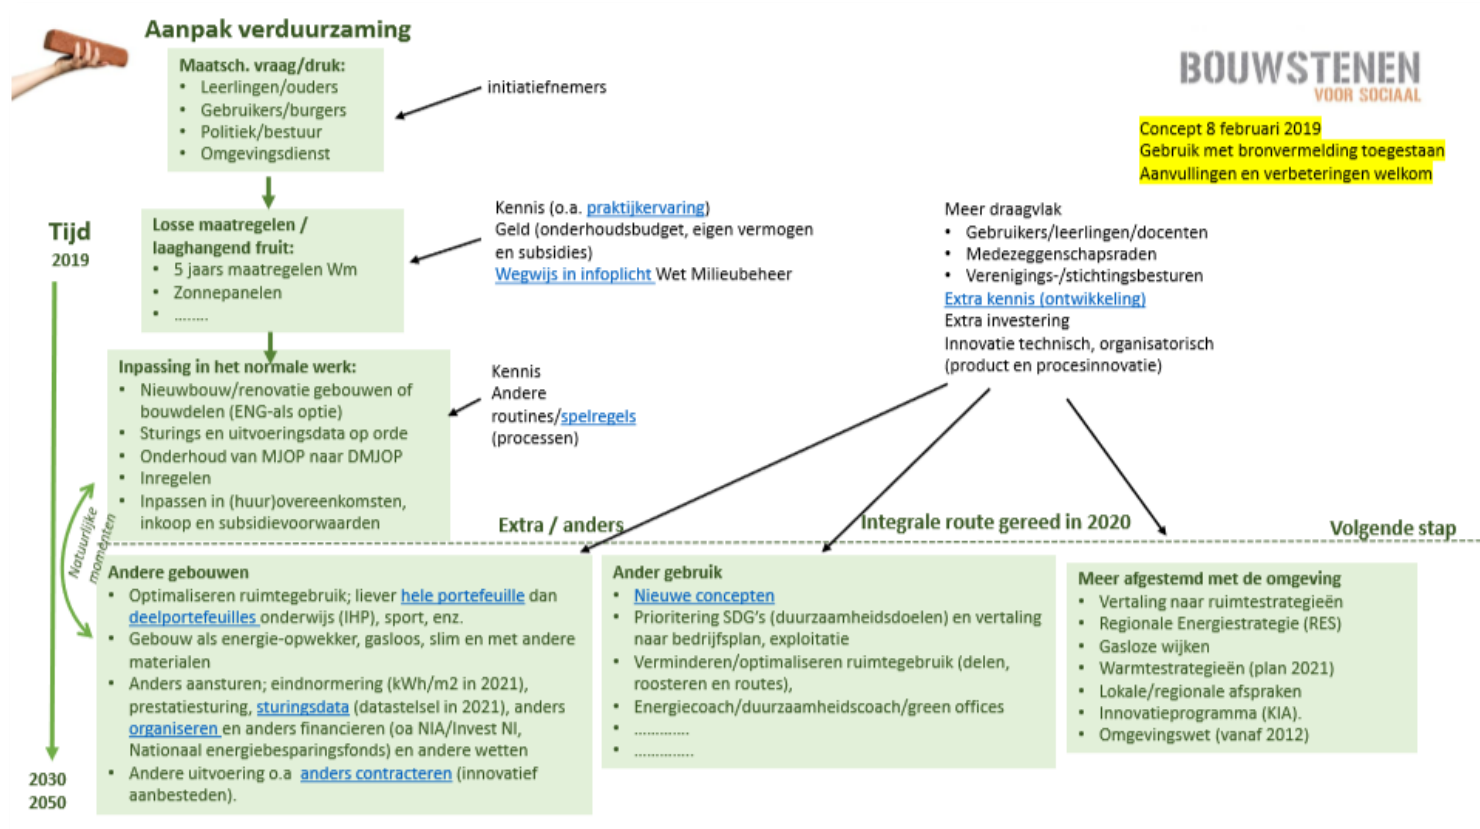 Aanpak verduurzaming
BOUWSTENEN
VOOR SOCIAAL
Concept 8 februari 2019
Gebruik met bronvermelding toegestaan
Aanvullingen en verbeteringen welkom
Maatsch. vraag/druk:
• Leerlingen/ouders
• Gebruikers/burgers
• Politiek/bestuur
• Omgevingsdienst
initiatiefnemers
Tijd
2019
Losse maatregelen /
laaghangend fruit:
• 5 jaars maatregelen Wm
• Zonnepanelen
• ........
Kennis (o.a. praktijkervaring)
Geld (onderhoudsbudget, eigen vermogen
en subsidies)
Wegwijs in infoplicht Wet Milieubeheer
Meer draagvlak
• Gebruikers/leerlingen/docenten
• Medezeggenschapsraden
• Verenigings-/stichtingsbesturen
Extra kennis (ontwikkeling)
Extra investering
Innovatie technisch, organisatorisch
(product en procesinnovatie)
Inpassing in het normale werk:
• Nieuwbouw/renovatie gebouwen of
bouwdelen (ENG-als optie)
• Sturings en uitvoeringsdata op orde
• Onderhoud van MJOP naar DMJOP
• Inregelen
• Inpassen in (huur)overeenkomsten,
inkoop en subsidievoorwaarden
Kennis
Andere
routines/spelregels
(processen)
Natuurlijke
momenten
Extra / anders
Integrale route gereed in 2020
Volgende stap
Andere gebouwen
• Optimaliseren ruimtegebruik; liever hele portefeuille dan
deelportefeuilles onderwijs (IHP), sport, enz.
• Gebouw als energie-opwekker, gasloos, slim en met andere
materialen
• Anders aansturen; eindnormering (kWh/m2 in 2021),
prestatiesturing, sturingsdata (datastelsel in 2021), anders
organiseren en anders financieren (oa NIA/Invest NI,
Nationaal energiebesparingsfonds) en andere wetten
• Andere uitvoering o.a anders contracteren (innovatief
aanbesteden).
Ander gebruik
• Nieuwe concepten
• Prioritering SDG's (duurzaamheidsdoelen) en vertaling
naar bedrijfsplan, exploitatie
• Verminderen/optimaliseren ruimtegebruik (delen,
roosteren en routes),
• Energiecoach/duurzaamheidscoach/green offices
• .............
• ..............
Meer afgestemd met de omgeving
• Vertaling naar ruimtestrategieën
• Regionale Energiestrategie (RES)
• Gasloze wijken
• Warmtestrategieën (plan 2021)
• Lokale/regionale afspraken
• Innovatieprogramma (KIA).
• Omgevingswet (vanaf 2012)
2030
2050